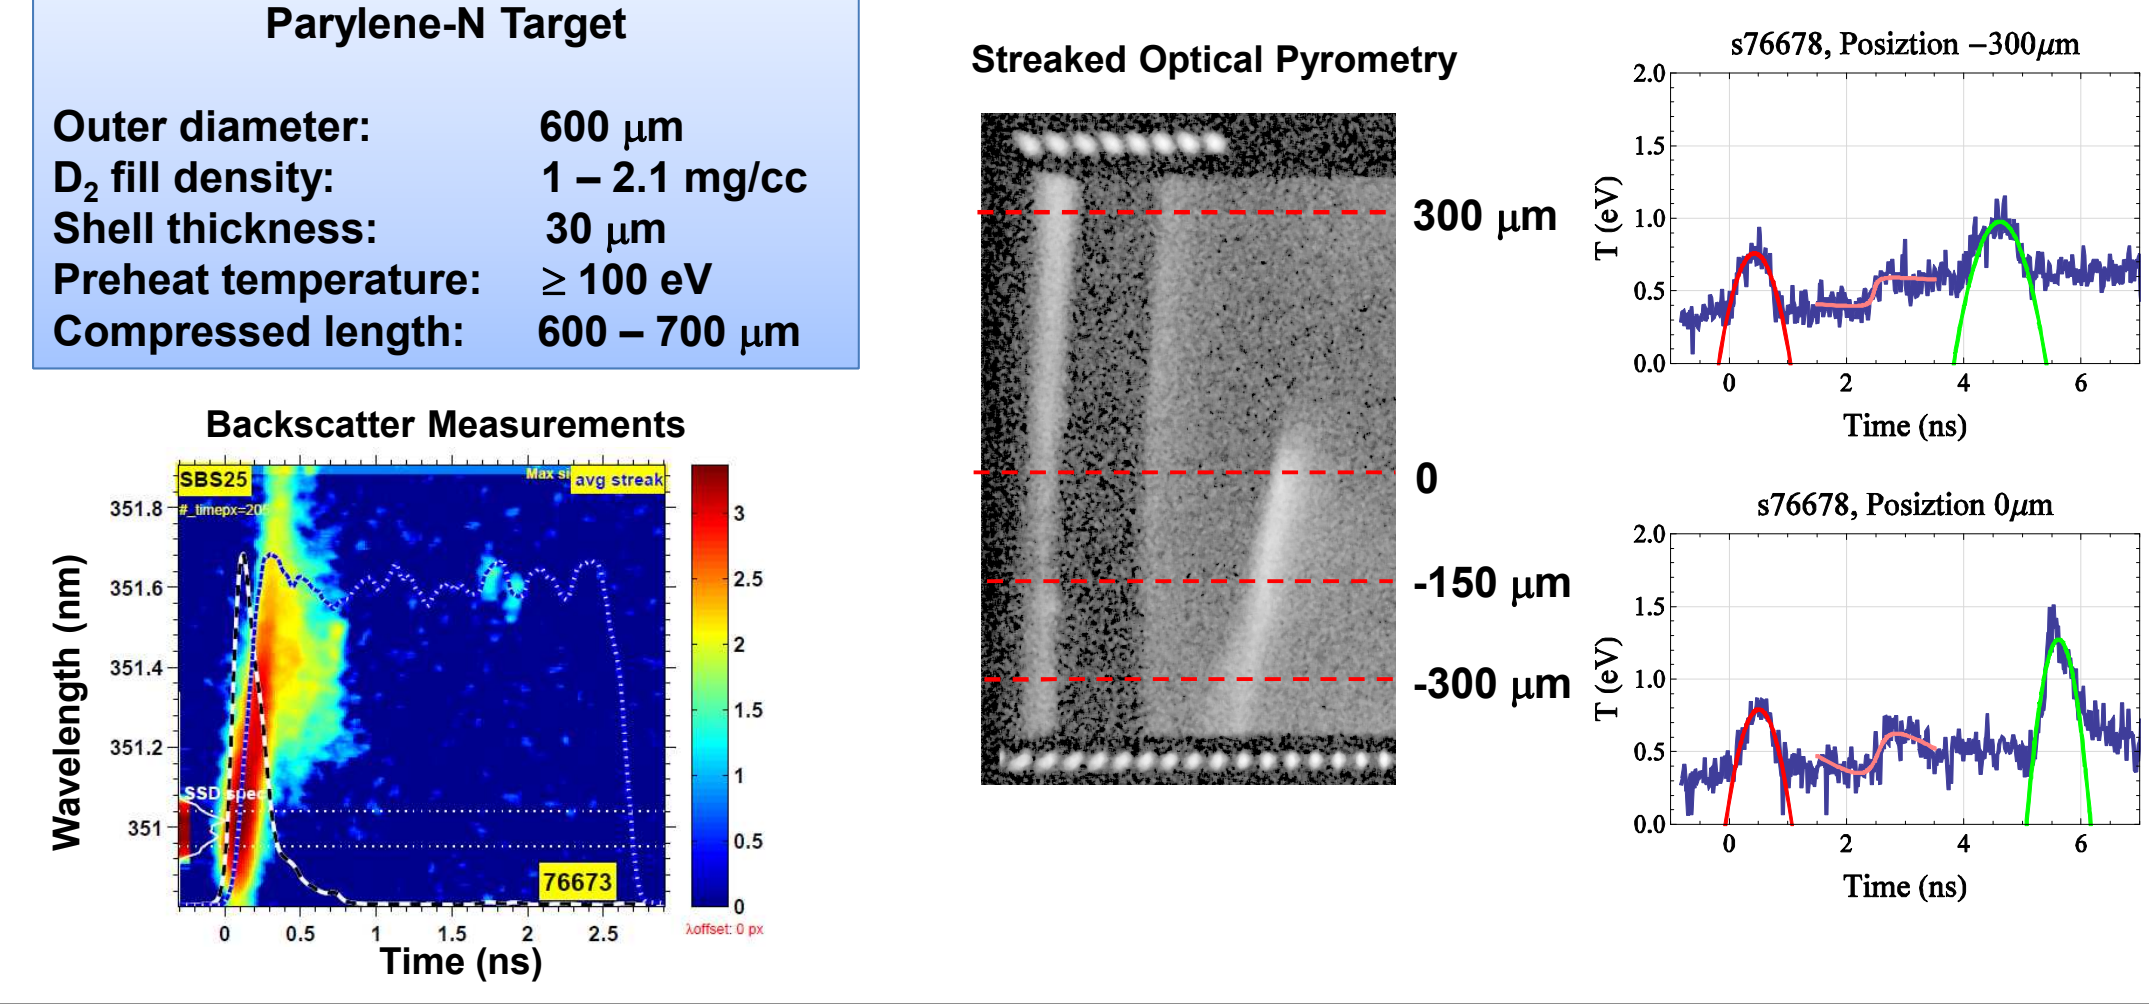 Parylene-N Target
Outer diameter: 600 μm
D2 fill density: 1 – 2.1 mg/cc
Shell thickness: 30 μm
Preheat temperature: ≥ 100 eV
Compressed length: 600 – 700 μm
Backscatter Measurements
SBS25
Max si
avg streak
#_timepx=205
351.8
351.6
351.4
351.2
351
Wavelength (nm)
SSD spec
76673
0 0.5 1 1.5 2 2.5
Time (ns)
3
2.5
2
1.5
1
0.5
0
λoffset: 0 px
Streaked Optical Pyrometry
300 μm
0
-150 μm
-300 μm
s76678, Posiztion −300μm
2.0
1.5
1.0
0.5
0.0
T (eV)
0 2 4 6
Time (ns)
s76678, Posiztion 0μm
2.0
1.5
1.0
0.5
0.0
T (eV)
0 2 4 6
Time (ns)